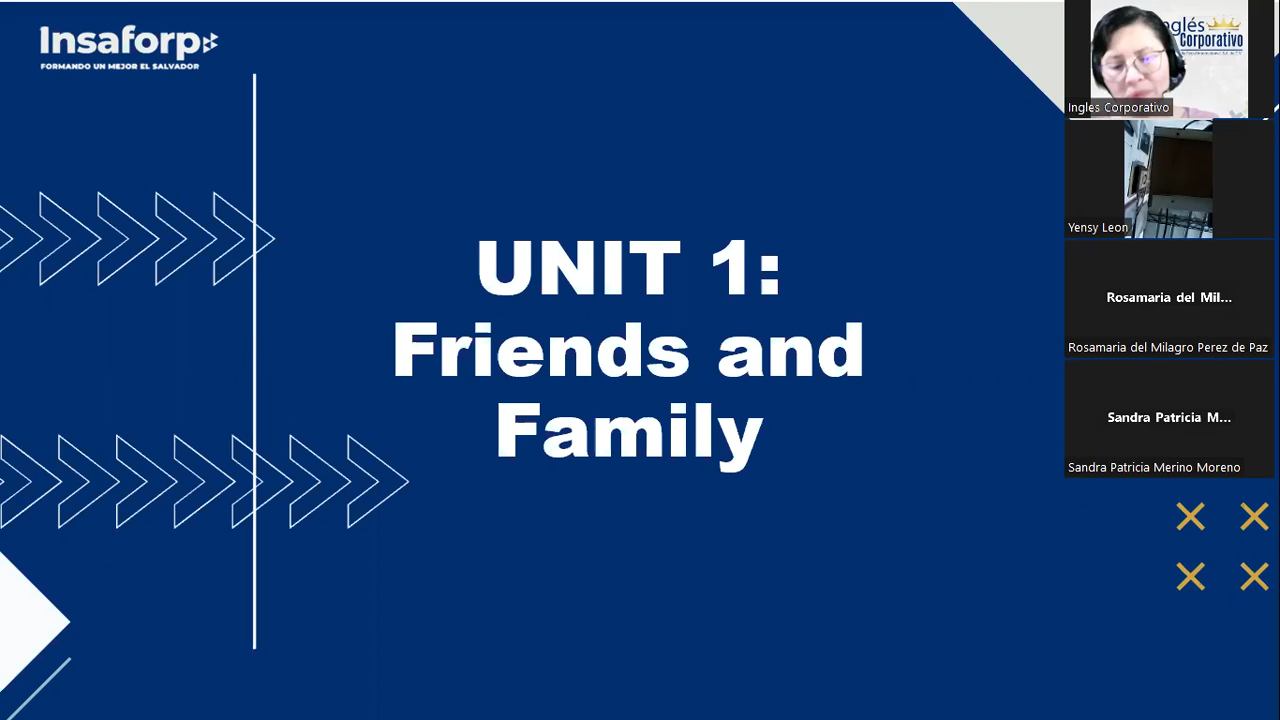 Insaforp
FORMANDO UN MEJOR EL SALVADOR
UNIT 1:
Friends and
Family
Inglés
Corporativo
Ingles Corporativo
Yensy Leon
Rosamaria del Mil...
Rosamaria del Milagro Perez de Paz
Sandra Patricia M...
Sandra Patricia Merino Moreno